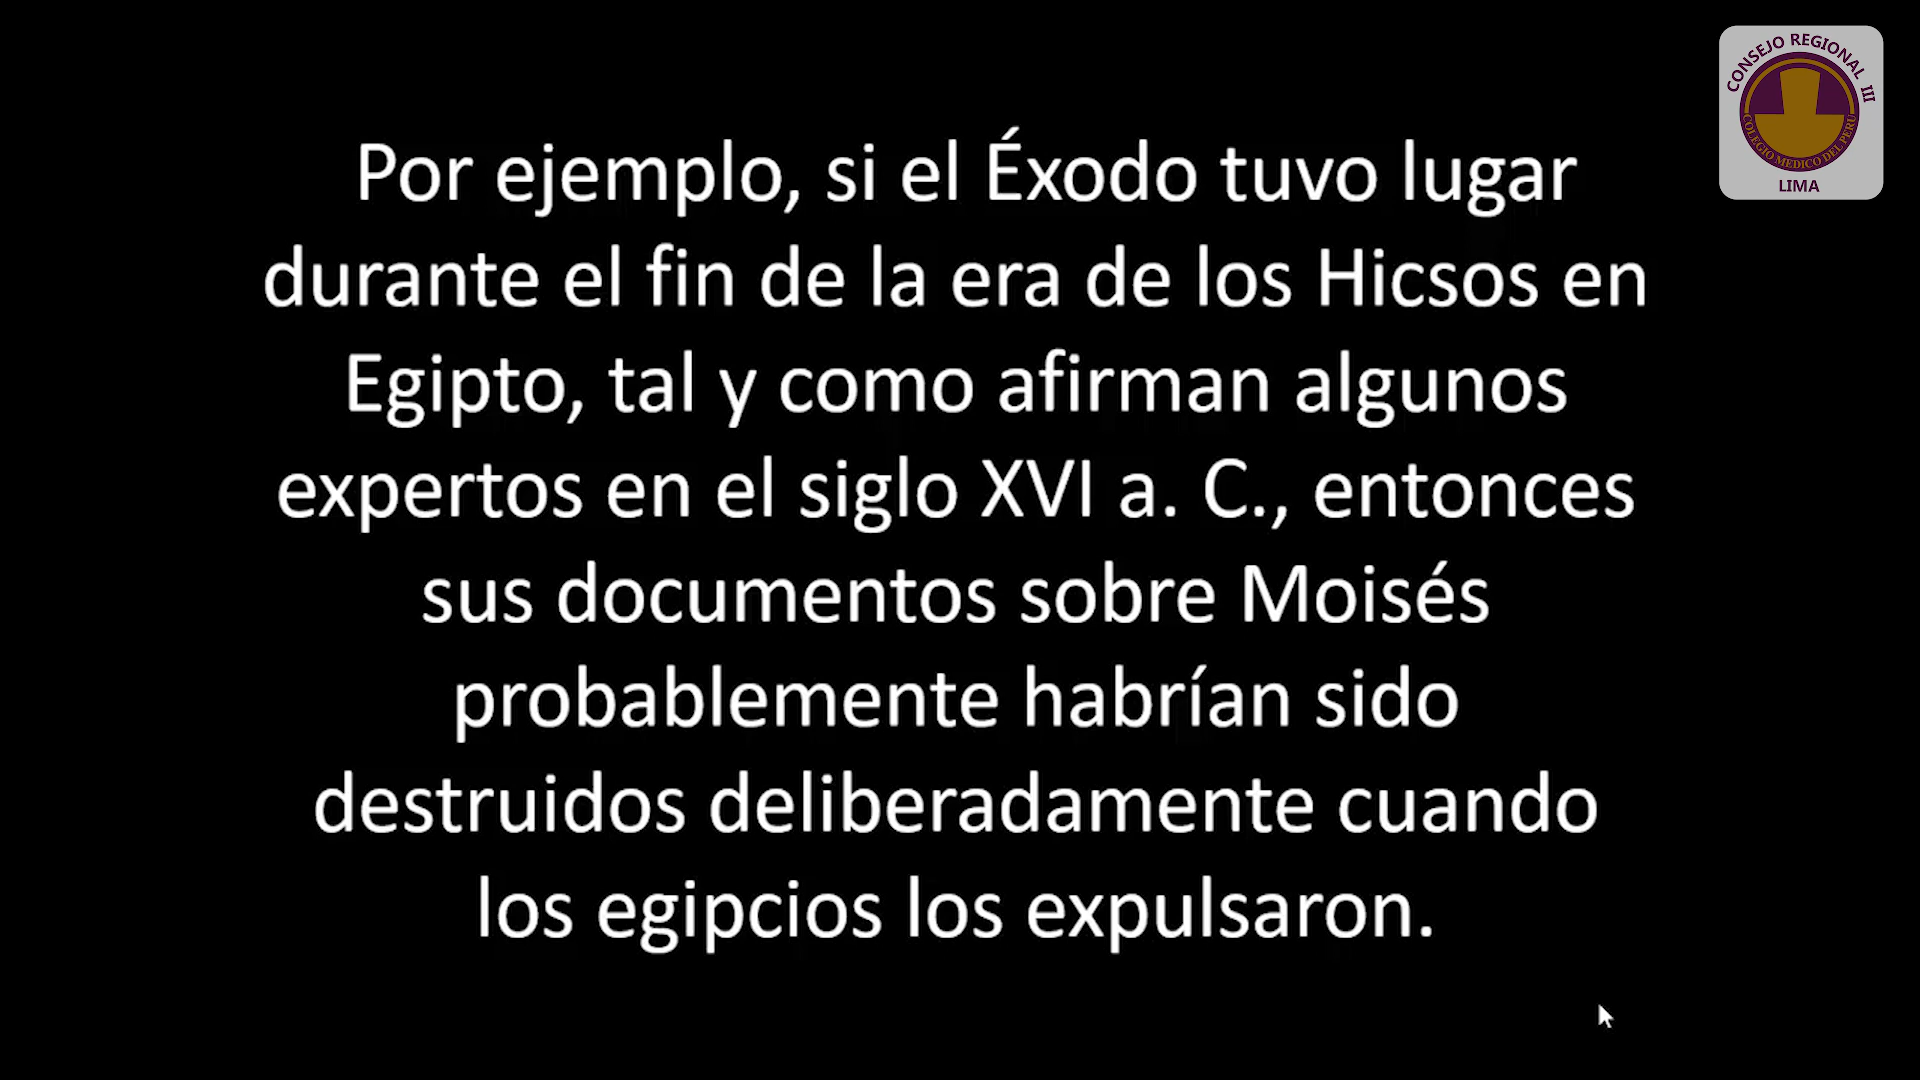 Por ejemplo, si el Éxodo tuvo lugar
durante el fin de la era de los Hicsos en
Egipto, tal y como afirman algunos
expertos en el siglo XVI a. C., entonces
sus documentos sobre Moisés
probablemente habrían sido
destruidos deliberadamente cuando
los egipcios los expulsaron.
CONSEJO REGIONAL III
COLEGIO MEDICO DEL PERU
LIMA